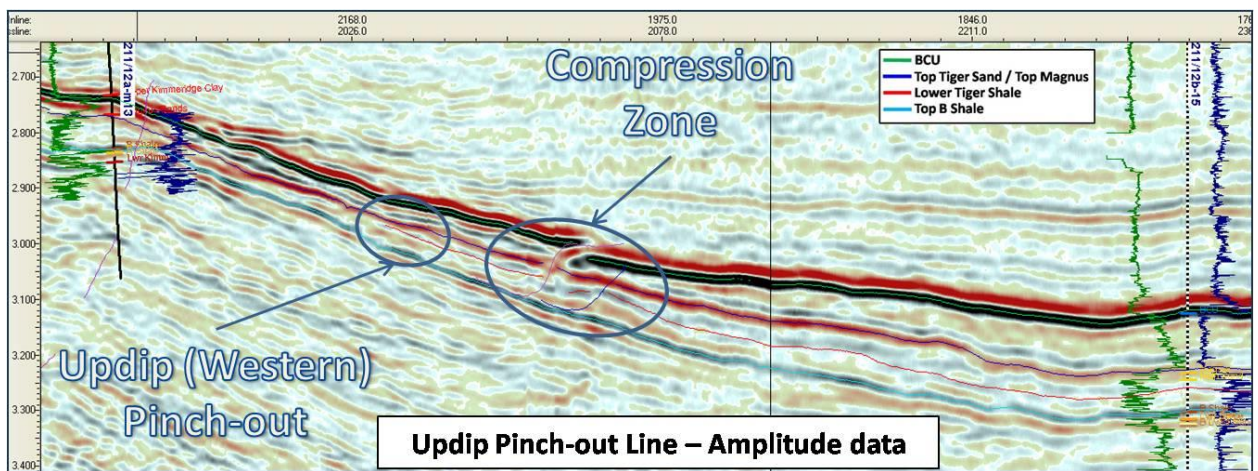 Inline: 2168.0 1975.0 1846.0
ssline: 2026.0 2078.0 2211.0
211/12a-m13
211/12b-15
BCU
Top Tiger Sand / Top Magnus
Lower Tiger Shale
Top B Shale
Compression
Zone
2.700
2.800
2.900
3.000
3.100
3.200
3.300
3.400
Kimmeridge Clay
Updip (Western)
Pinch-out
Updip Pinch-out Line – Amplitude data